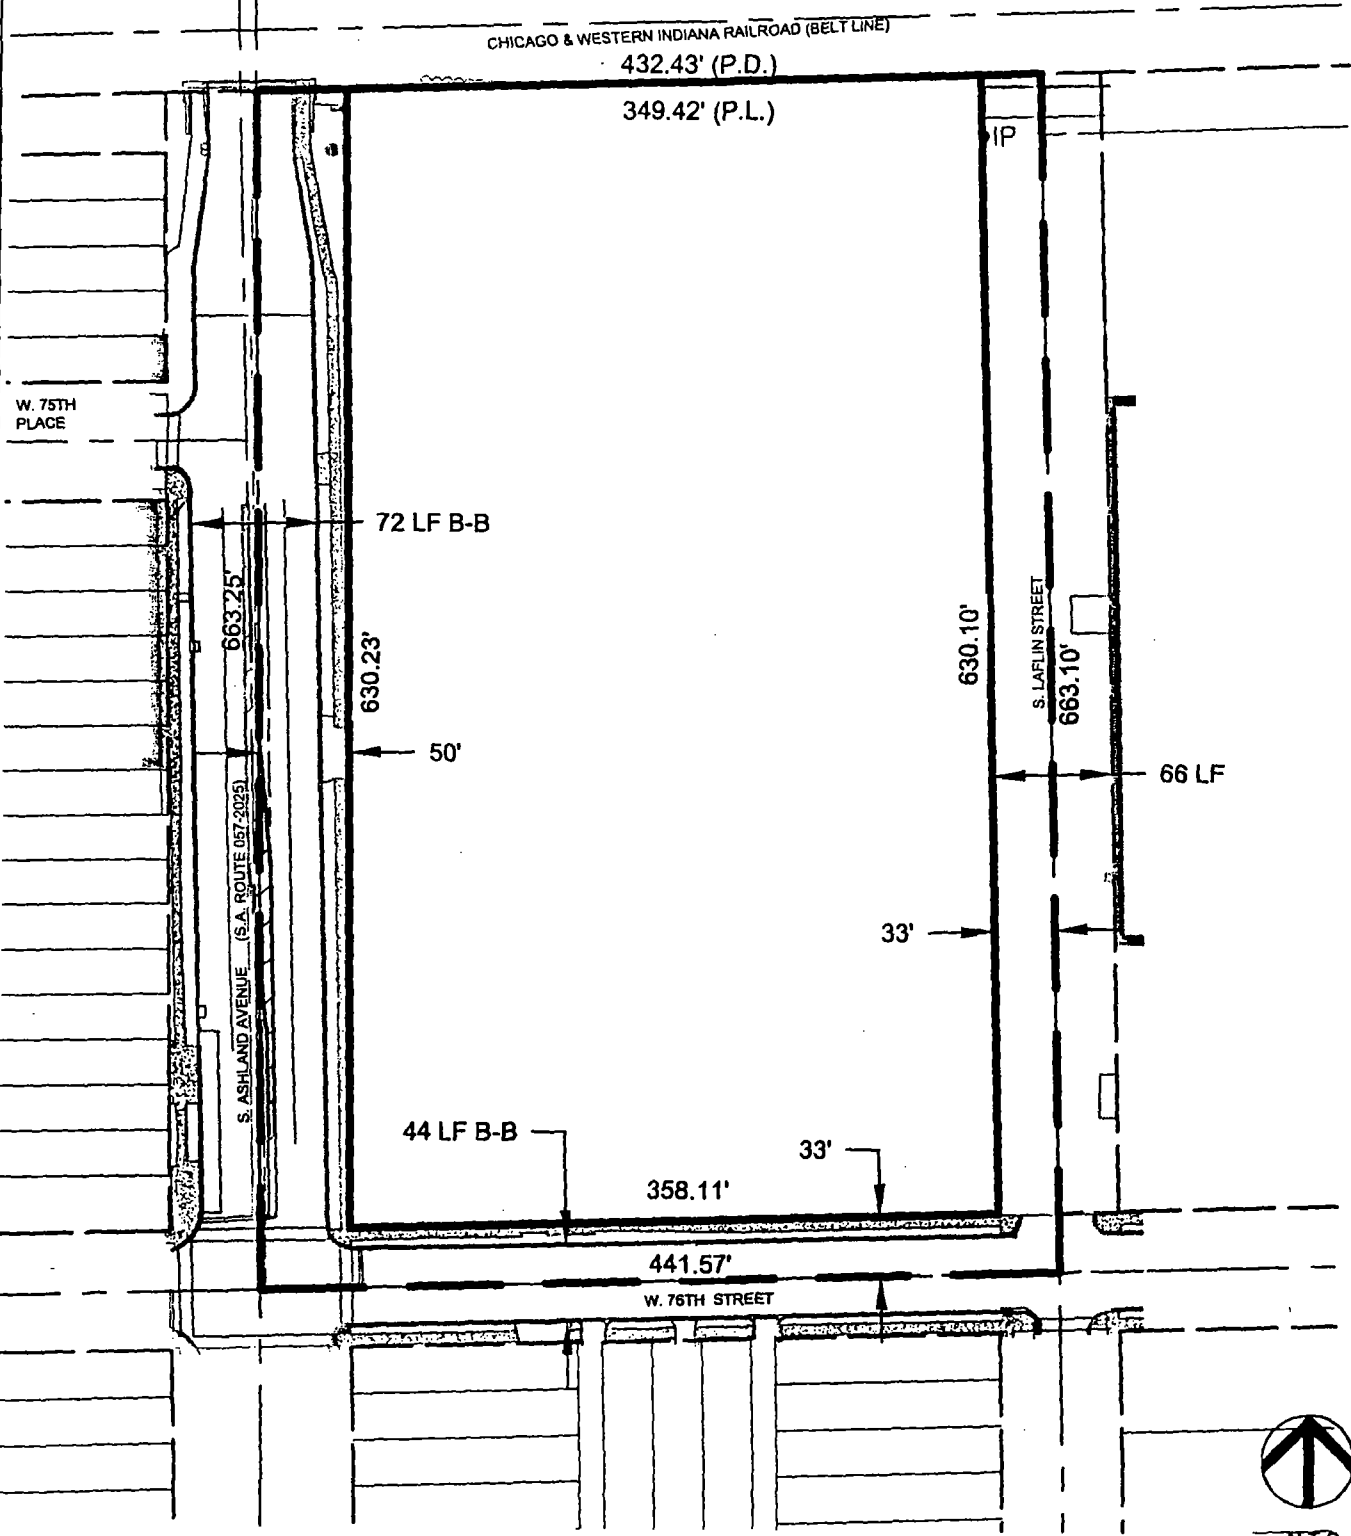 CHICAGO & WESTERN INDIANA RAILROAD (BELT LINE)
432.43' (P.D.)
349.42' (P.L.)
IP
W. 75TH
PLACE
72 LF B-B
663.25'
630.23'
630.10'
S. LAFLIN STREET
663.10'
50'
66 LF
S. ASHLAND AVENUE (S.A. ROUTE 057-2025)
33'
44 LF B-B
33'
358.11'
441.57'
W. 76TH STREET